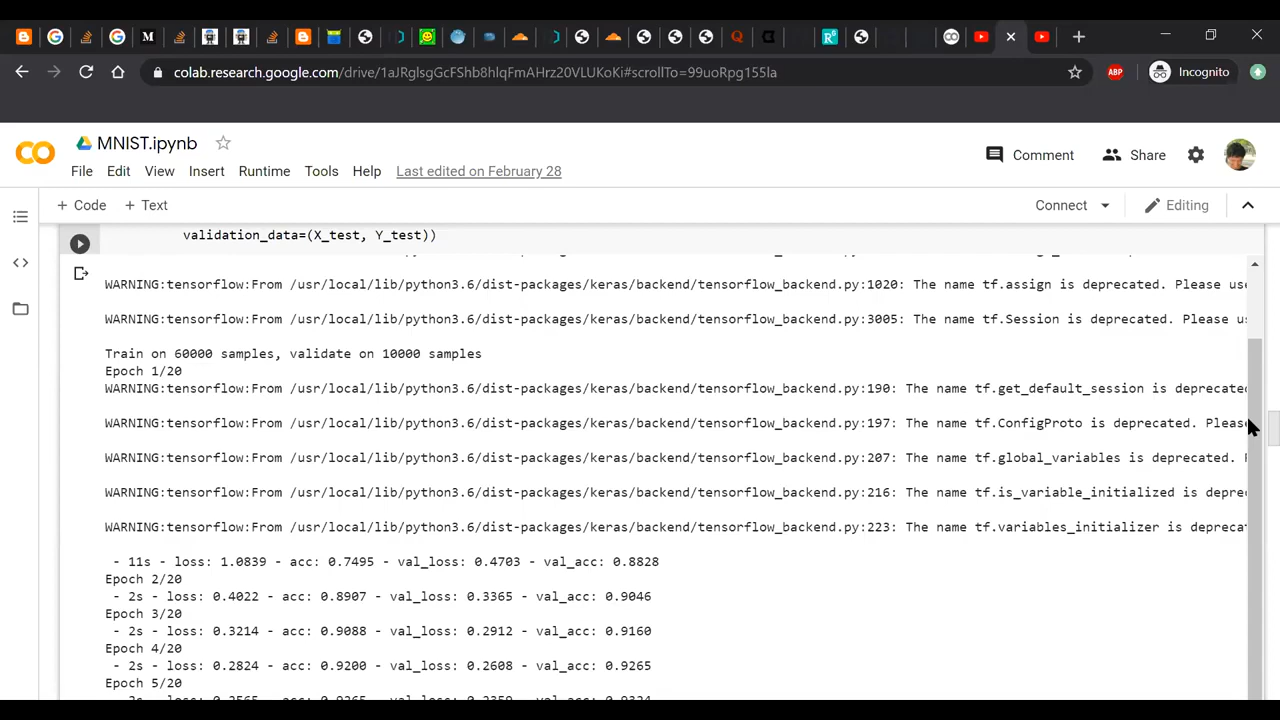 colab.research.google.com/drive/1aJRglsgGcFShb8hIqFmAHrz20VLUKoKi#scrollTo=99uoRpg155la
ABP
Incognito
MNIST.ipynb
Comment
Share
File Edit View Insert Runtime Tools Help Last edited on February 28
+ Code + Text
Connect
Editing
validation_data=(X_test, Y_test))
WARNING:tensorflow:From /usr/local/lib/python3.6/dist-packages/keras/backend/tensorflow_backend.py:1020: The name tf.assign is deprecated. Please use
WARNING:tensorflow:From /usr/local/lib/python3.6/dist-packages/keras/backend/tensorflow_backend.py:3005: The name tf.Session is deprecated. Please
Train on 60000 samples, validate on 10000 samples
Epoch 1/20
WARNING:tensorflow:From /usr/local/lib/python3.6/dist-packages/keras/backend/tensorflow_backend.py:190: The name tf.get_default_session is deprecated
WARNING:tensorflow:From /usr/local/lib/python3.6/dist-packages/keras/backend/tensorflow_backend.py:197: The name tf.ConfigProto is deprecated. Please
WARNING:tensorflow:From /usr/local/lib/python3.6/dist-packages/keras/backend/tensorflow_backend.py:207: The name tf.global_variables is deprecated.
WARNING:tensorflow:From /usr/local/lib/python3.6/dist-packages/keras/backend/tensorflow_backend.py:216: The name tf.is_variable_initialized is depre
WARNING:tensorflow:From /usr/local/lib/python3.6/dist-packages/keras/backend/tensorflow_backend.py:223: The name tf.variables_initializer is deprecat
- 11s - loss: 1.0839 - acc: 0.7495 - val_loss: 0.4703 - val_acc: 0.8828
Epoch 2/20
- 2s - loss: 0.4022 - acc: 0.8907 - val_loss: 0.3365 - val_acc: 0.9046
Epoch 3/20
- 2s - loss: 0.3214 - acc: 0.9088 - val_loss: 0.2912 - val_acc: 0.9160
Epoch 4/20
- 2s - loss: 0.2824 - acc: 0.9200 - val_loss: 0.2608 - val_acc: 0.9265
Epoch 5/20